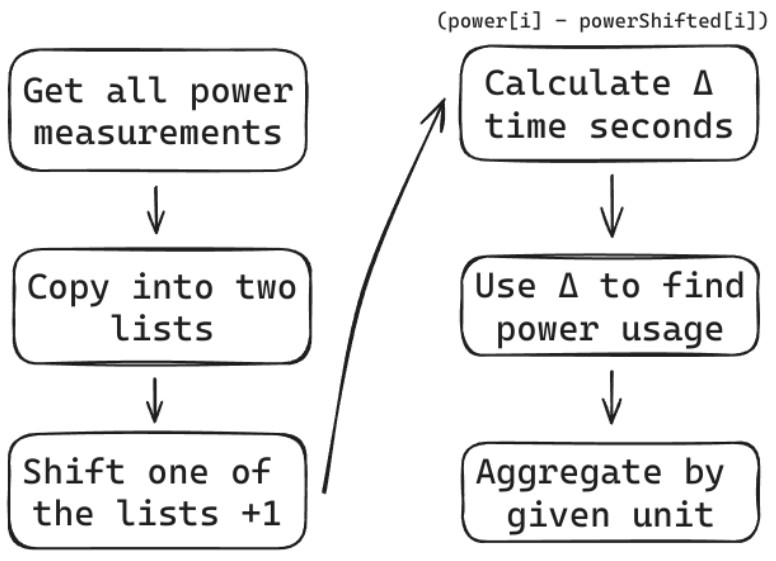 Get all power
measurements
Copy into two
lists
Shift one of
the lists +1
(power[i] - powerShifted[i])
Calculate Δ
time seconds
Use Δ to find
power usage
Aggregate by
given unit